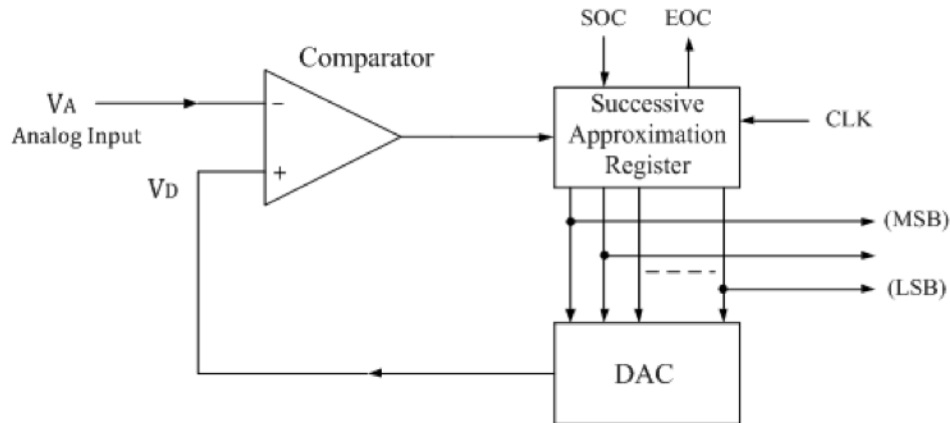 SOC
EOC
Comparator
VA
Analog Input
−
+
VD
Successive
Approximation
Register
CLK
(MSB)
(LSB)
DAC